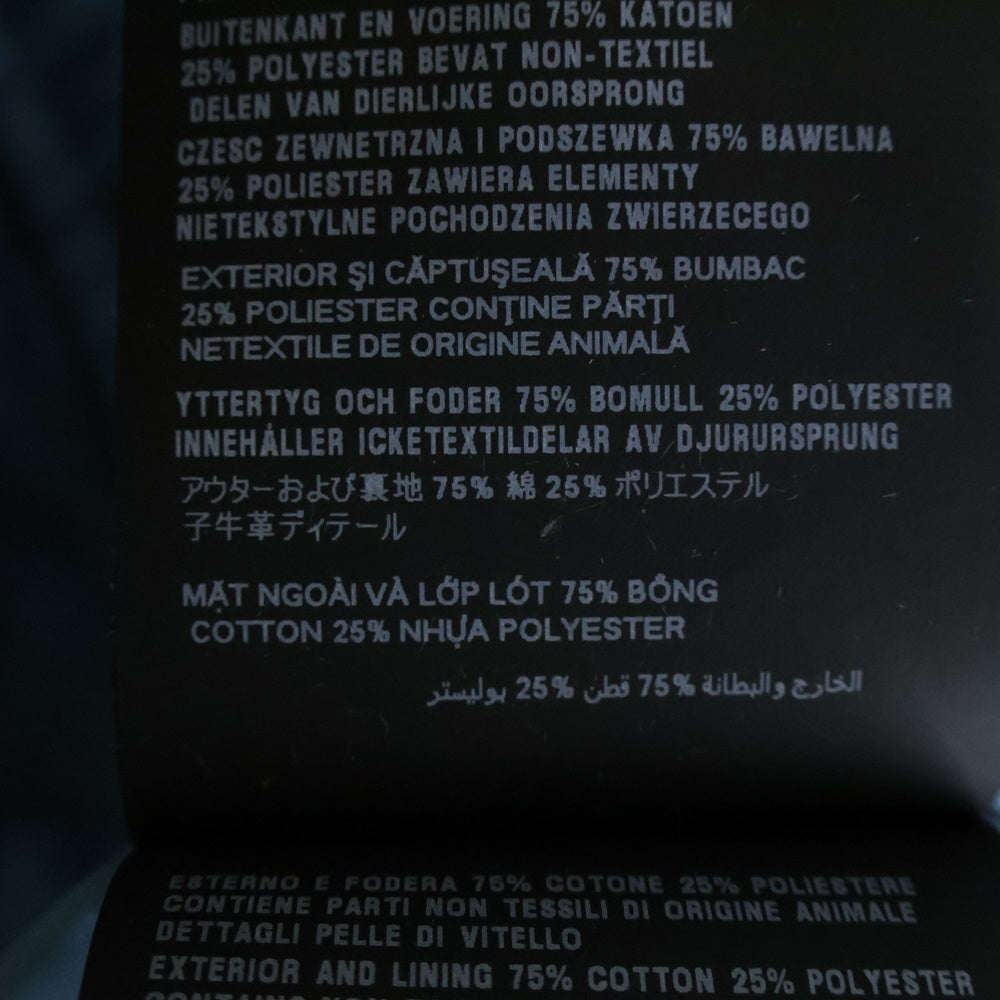 BUITENKANT EN VOERING 75% KATOEN
25% POLYESTER BEVAT NON-TEXTIEL
DELEN VAN DIERLIJKE OORSPRONG
CZESC ZEWNETRZNA I PODSZEWKA 75% BAWELNA
25% POLIESTER ZAWIERA ELEMENTY
NIETEKSTYLNE POCHODZENIA ZWIERZECEGO
EXTERIOR ŞI CĂPTUŞEALĂ 75% BUMBAC
25% POLIESTER CONŢINE PĂRŢI
NETEXTILE DE ORIGINE ANIMALĂ
YTTERTYG OCH FODER 75% BOMULL 25% POLYESTER
INNEHÅLLER ICKETEXTILDELAR AV DJURURSPRUNG
アウターおよび裏地 75% 綿 25% ポリエステル
子牛革ディテール
MẶT NGOÀI VÀ LỚP LÓT 75% BÔNG
COTTON 25% NHỰA POLYESTER
الخارج والبطانة 75% قطن 25% بوليستر
ESTERNO E FODERA 75% COTONE 25% POLIESTERE
CONTIENE PARTI NON TESSILI DI ORIGINE ANIMALE
DETTAGLI PELLE DI VITELLO
EXTERIOR AND LINING 75% COTTON 25% POLYESTER